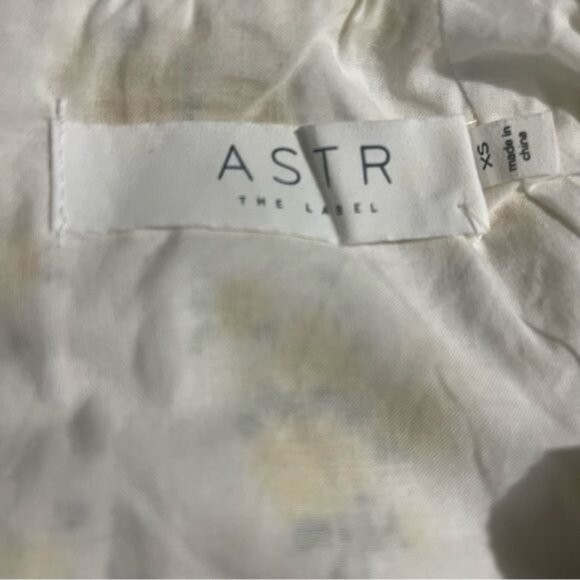 ASTR
THE LABEL
XS
made in
china